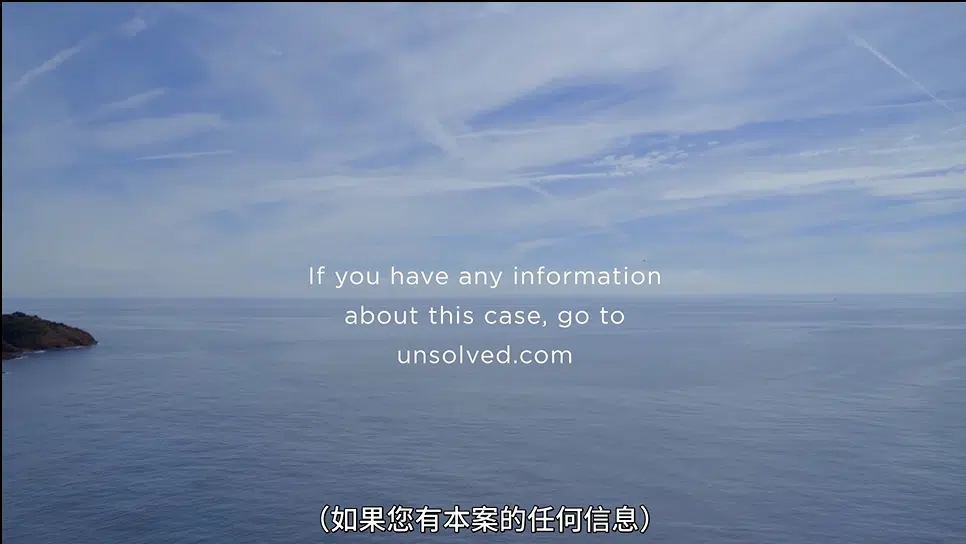 If you have any information
about this case, go to
unsolved.com
（如果您有本案的任何信息）